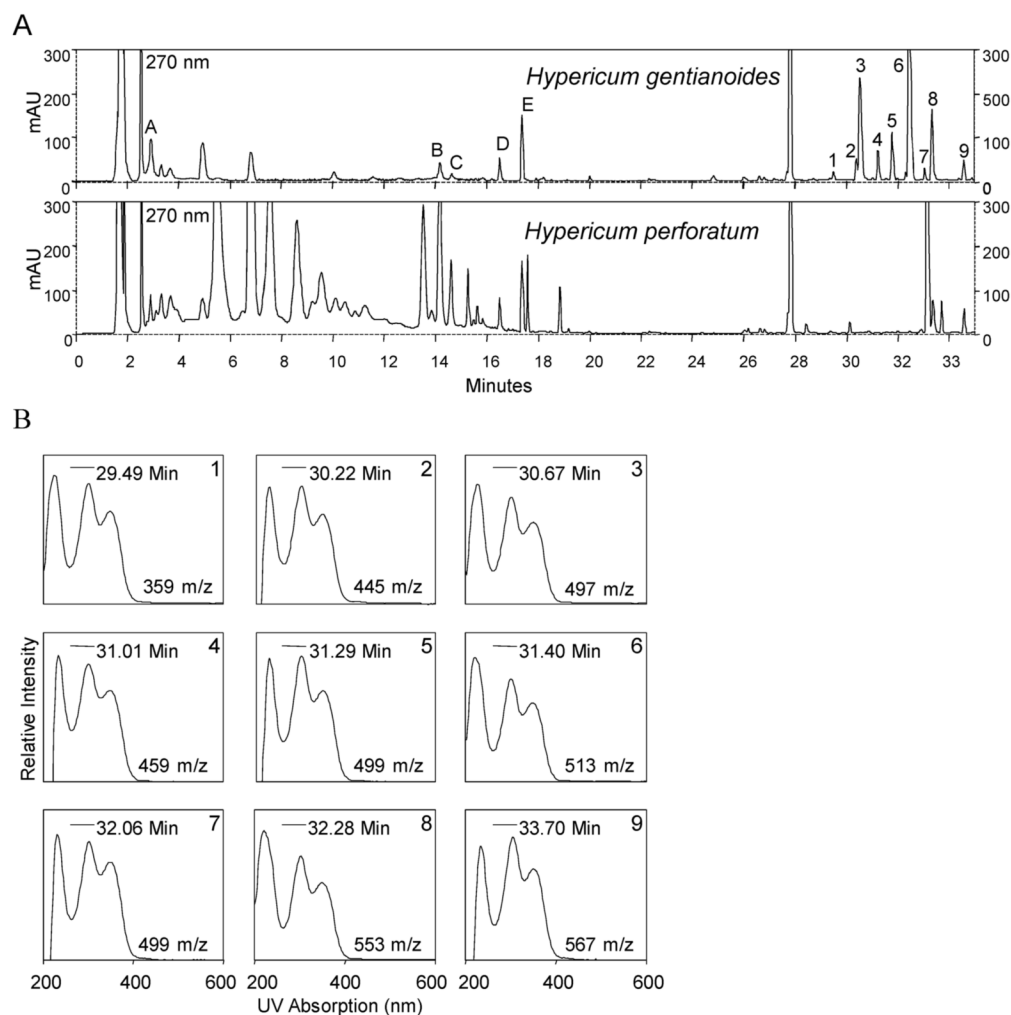 A
300 270 nm Hypericum gentianoides 300
200 500
100 100
0 0
mAU
A B C D E 1 2 3 4 5 6 7 8 9
300 270 nm Hypericum perforatum 300
200 200
100 100
0 0
mAU
0 2 4 6 8 10 12 14 16 18 20 22 24 26 28 30 32 33
Minutes
B
29.49 Min 1
359 m/z
30.22 Min 2
445 m/z
30.67 Min 3
497 m/z
31.01 Min 4
459 m/z
31.29 Min 5
499 m/z
31.40 Min 6
513 m/z
32.06 Min 7
499 m/z
32.28 Min 8
553 m/z
33.70 Min 9
567 m/z
Relative Intensity
200 400 600 200 400 600 200 400 600
UV Absorption (nm)